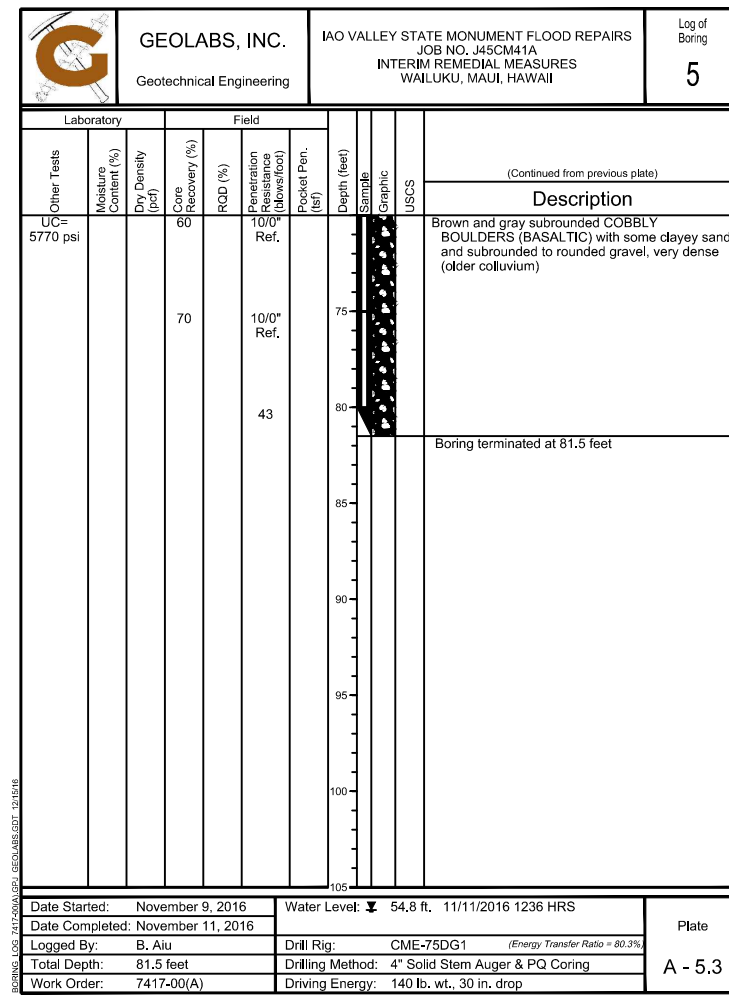 G
GEOLABS, INC.
Geotechnical Engineering
IAO VALLEY STATE MONUMENT FLOOD REPAIRS
JOB NO. J45CM41A
INTERIM REMEDIAL MEASURES
WAILUKU, MAUI, HAWAII
Log of
Boring
5
Laboratory
Field
Other Tests
Moisture
Content (%)
Dry Density
(pcf)
Core
Recovery (%)
RQD (%)
Penetration
Resistance
(blows/foot)
Pocket Pen.
(tsf)
Depth (feet)
Sample
Graphic
USCS
(Continued from previous plate)
Description
UC=
5770 psi
60
10/0"
Ref.
Brown and gray subrounded COBBLY
BOULDERS (BASALTIC) with some clayey sand
and subrounded to rounded gravel, very dense
(older colluvium)
75
70
10/0"
Ref.
80
43
Boring terminated at 81.5 feet
85
90
95
100
105
BORING_LOG 7417-00(A).GPJ GEOLABS.GDT 12/15/16
Date Started: November 9, 2016
Date Completed: November 11, 2016
Logged By: B. Aiu
Total Depth: 81.5 feet
Work Order: 7417-00(A)
Water Level: 54.8 ft. 11/11/2016 1236 HRS
Drill Rig: CME-75DG1 (Energy Transfer Ratio = 80.3%)
Drilling Method: 4" Solid Stem Auger & PQ Coring
Driving Energy: 140 lb. wt., 30 in. drop
Plate
A - 5.3